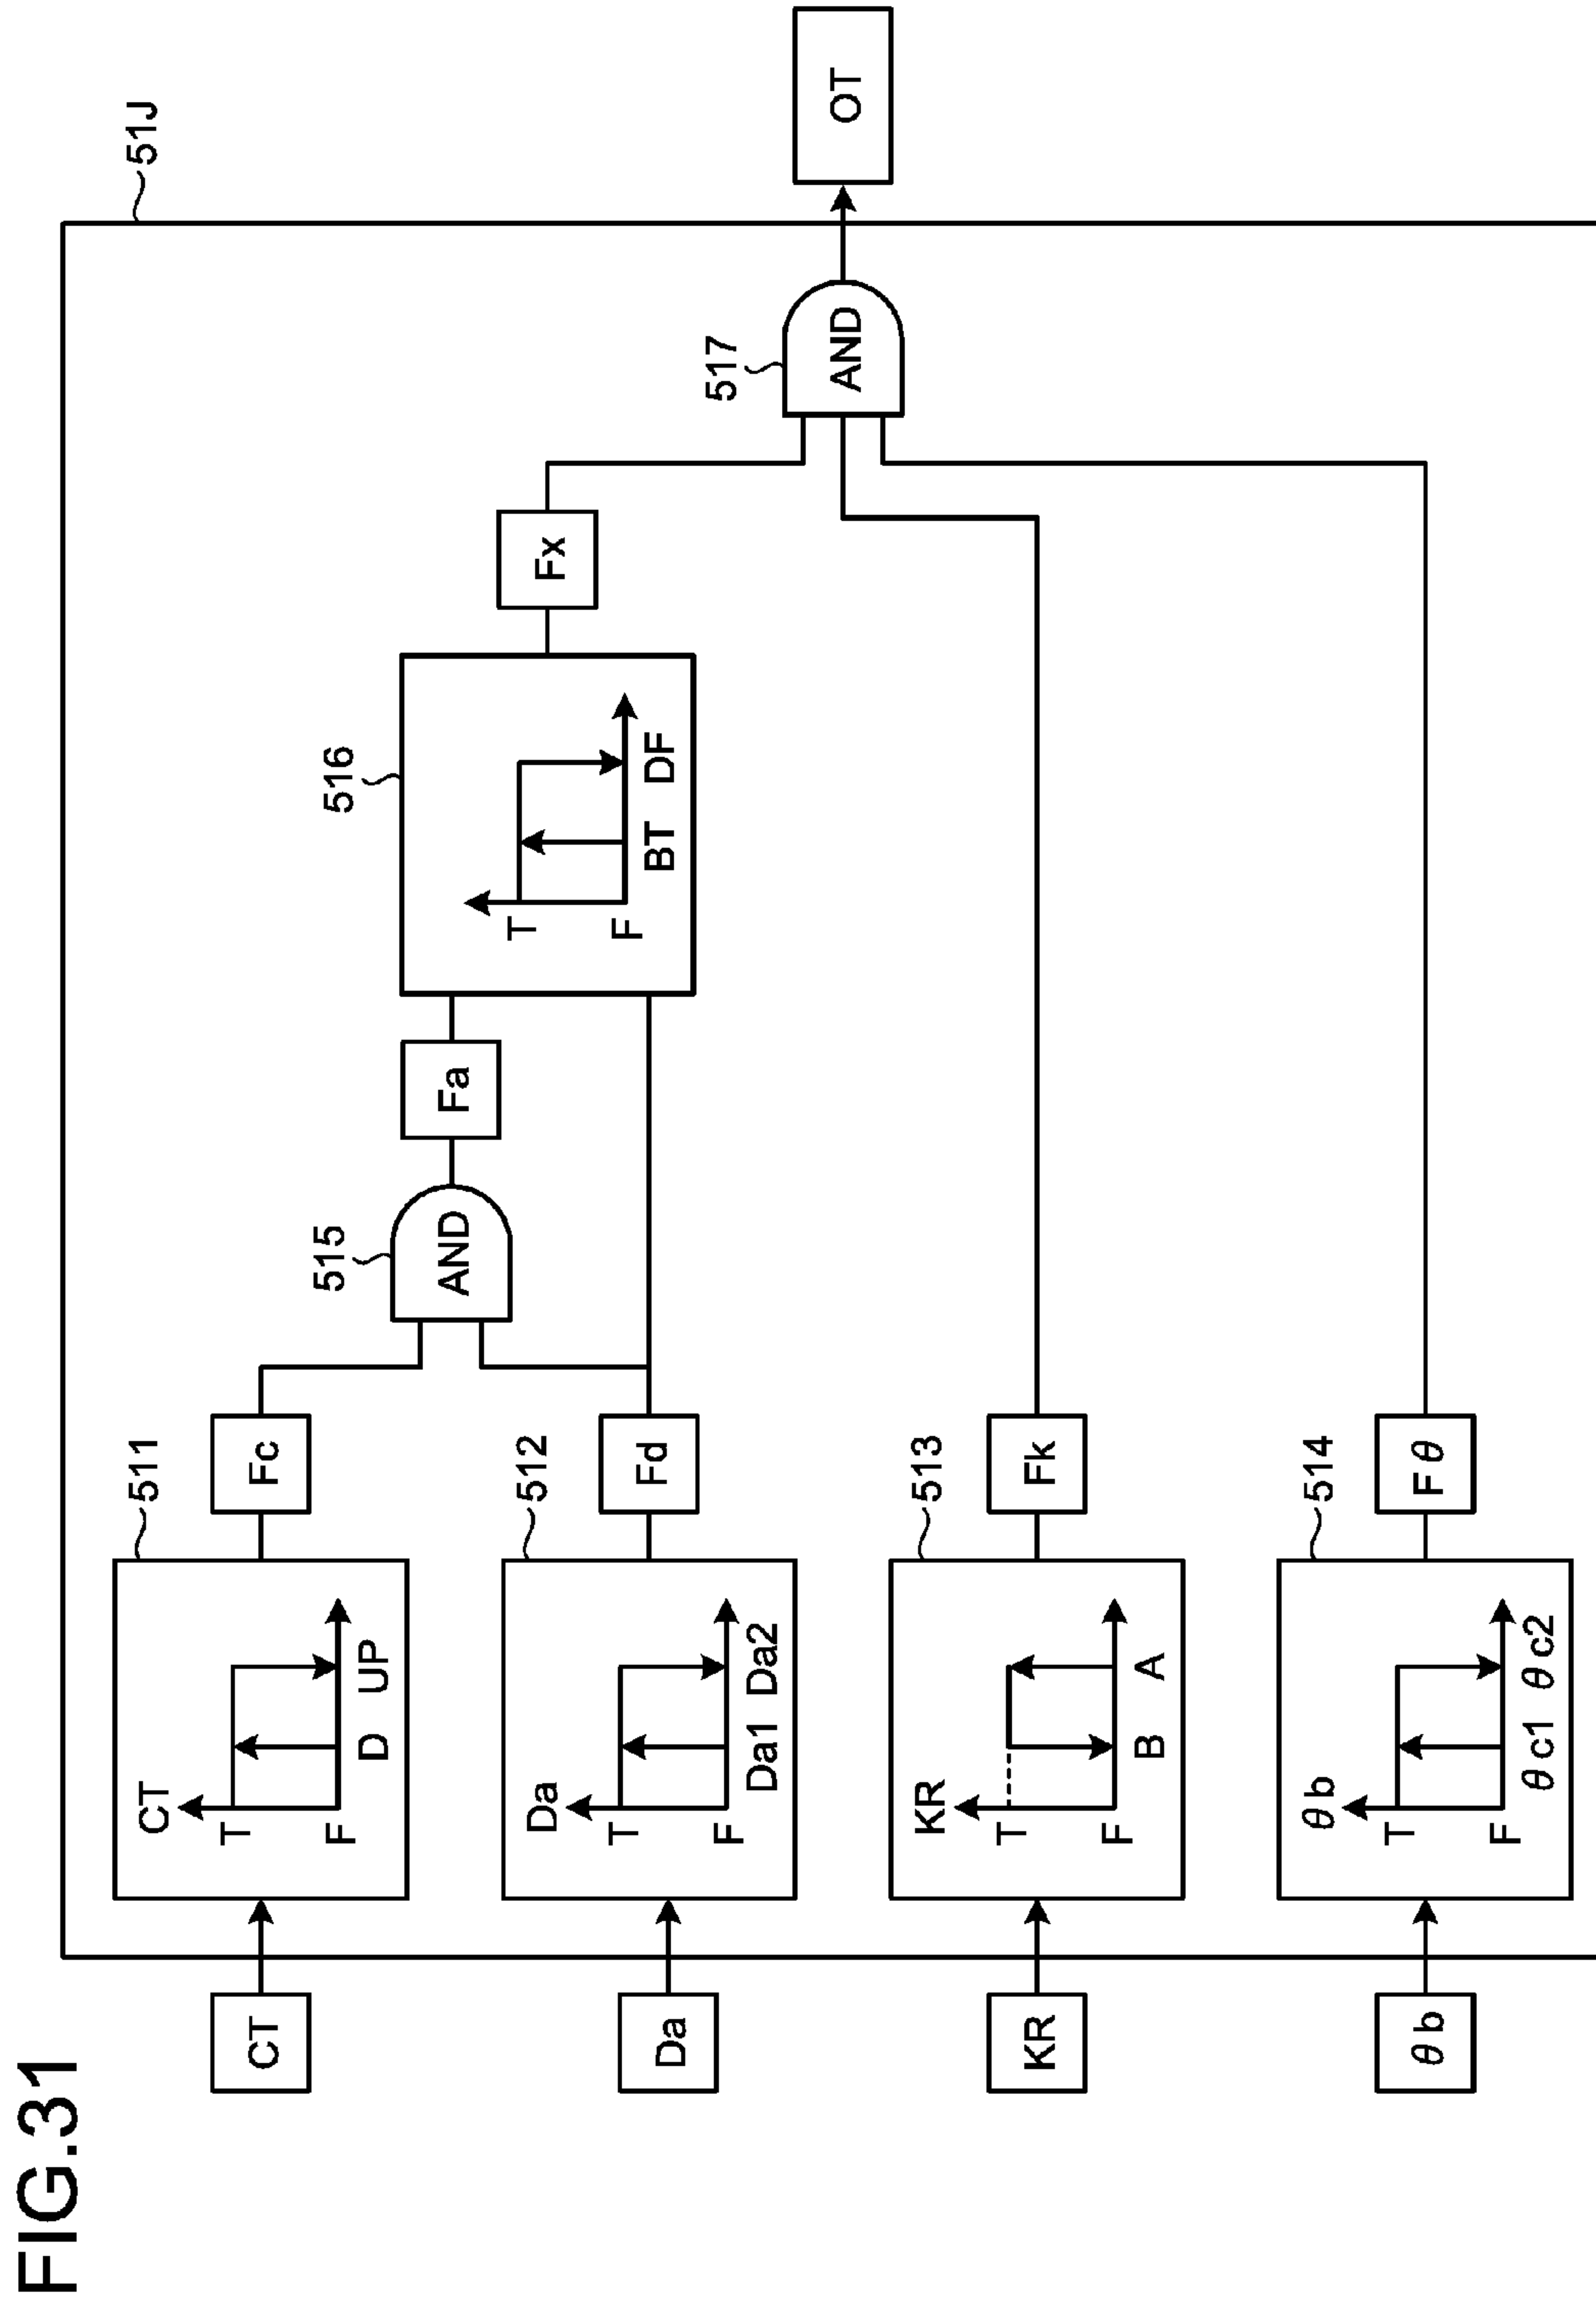 FIG.31
51J
CT
511
CT
T
F
D UP
Fc
515
AND
Fa
516
T
F
BT DF
Fx
Da
512
Da
T
F
Da1 Da2
Fd
517
AND
OT
KR
513
KR
T
F
B A
Fk
θb
514
θb
T
F
θc1 θc2
Fθ